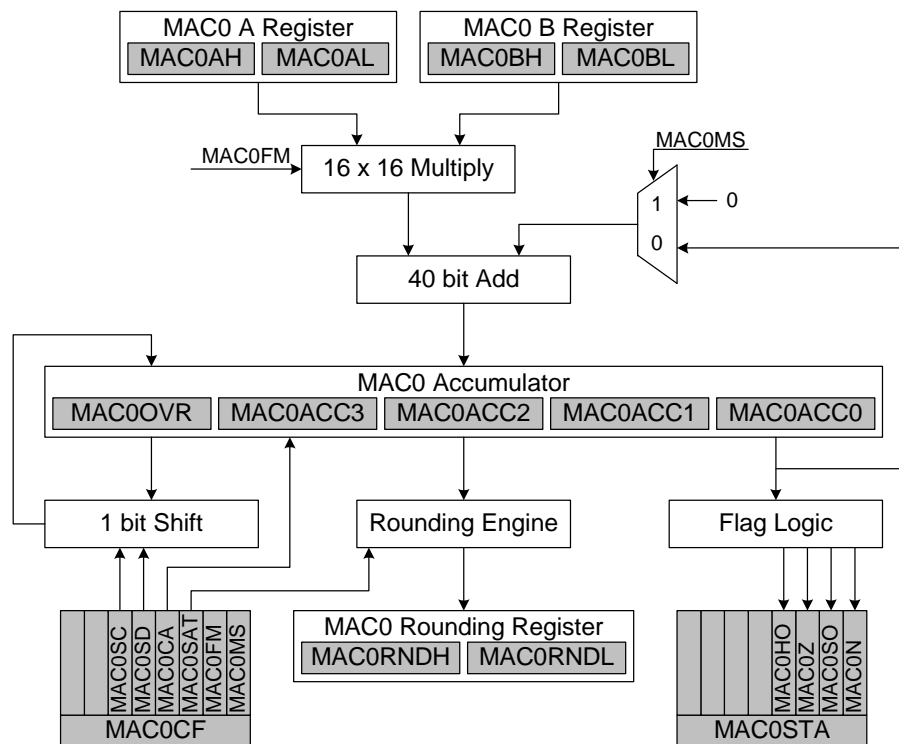 MAC0 A Register
MAC0AH MAC0AL
MAC0 B Register
MAC0BH MAC0BL
MAC0FM
16 x 16 Multiply
MAC0MS
1
0
0
40 bit Add
MAC0 Accumulator
MAC0OVR MAC0ACC3 MAC0ACC2 MAC0ACC1 MAC0ACC0
1 bit Shift
Rounding Engine
Flag Logic
MAC0SC
MAC0SD
MAC0CA
MAC0SAT
MAC0FM
MAC0MS
MAC0CF
MAC0 Rounding Register
MAC0RNDH MAC0RNDL
MAC0HO
MAC0Z
MAC0SO
MAC0N
MAC0STA